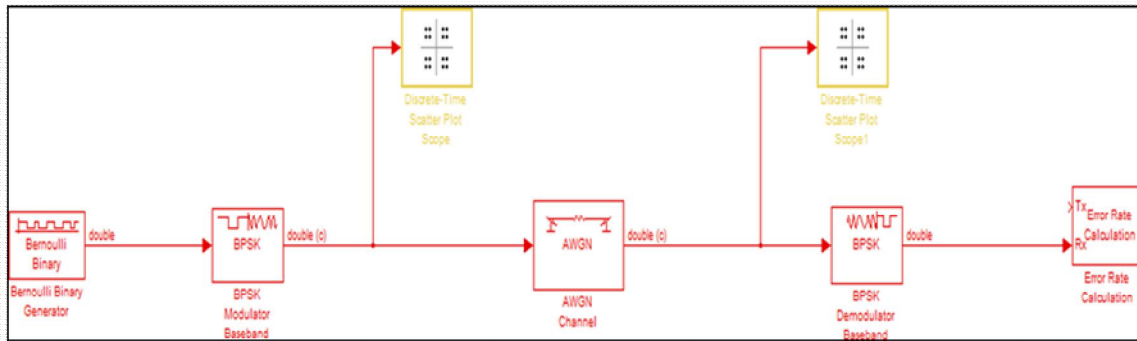 Discrete-Time
Scatter Plot
Scope
Discrete-Time
Scatter Plot
Scope1
Bernoulli
Binary
Bernoulli Binary
Generator
double
BPSK
BPSK
Modulator
Baseband
double (c)
AWGN
AWGN
Channel
double (c)
BPSK
BPSK
Demodulator
Baseband
double
Tx
Rx
Error Rate
Calculation
Error Rate
Calculation